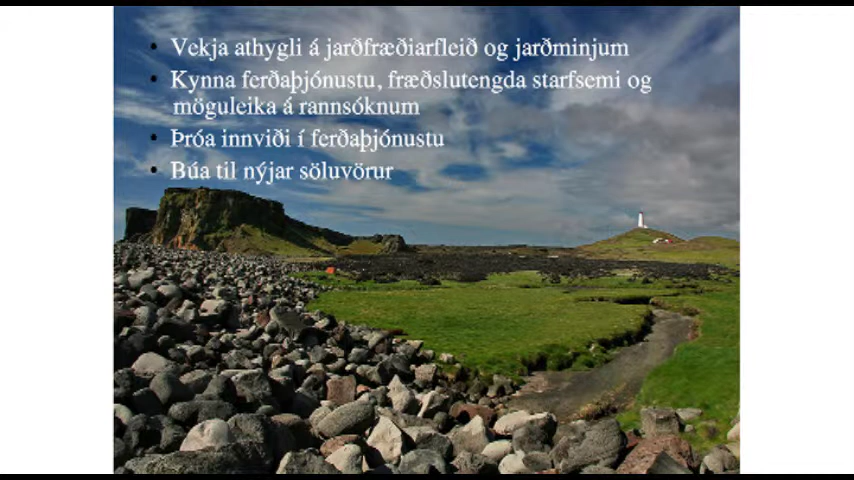 • Vekja athygli á jarðfræðiarfleið og jarðminjum
• Kynna ferðaþjónustu, fræðslutengda starfsemi og
möguleika á rannsóknum
• Þróa innviði í ferðaþjónustu
• Búa til nýjar söluvörur